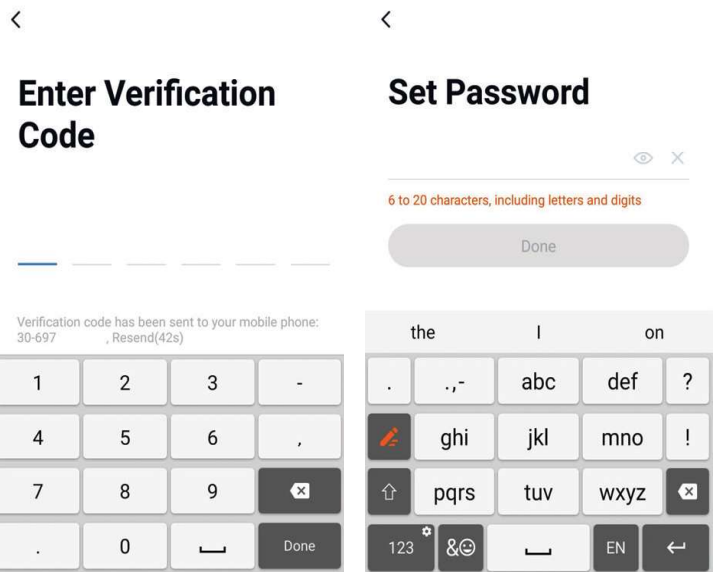 Enter Verification
Code
Verification code has been sent to your mobile phone:
30-697 , Resend(42s)
1 2 3 -
4 5 6 ,
7 8 9
. 0 Done
Set Password
6 to 20 characters, including letters and digits
Done
the I on
. .,- abc def ?
ghi jkl mno !
pqrs tuv wxyz
123 &☺ EN